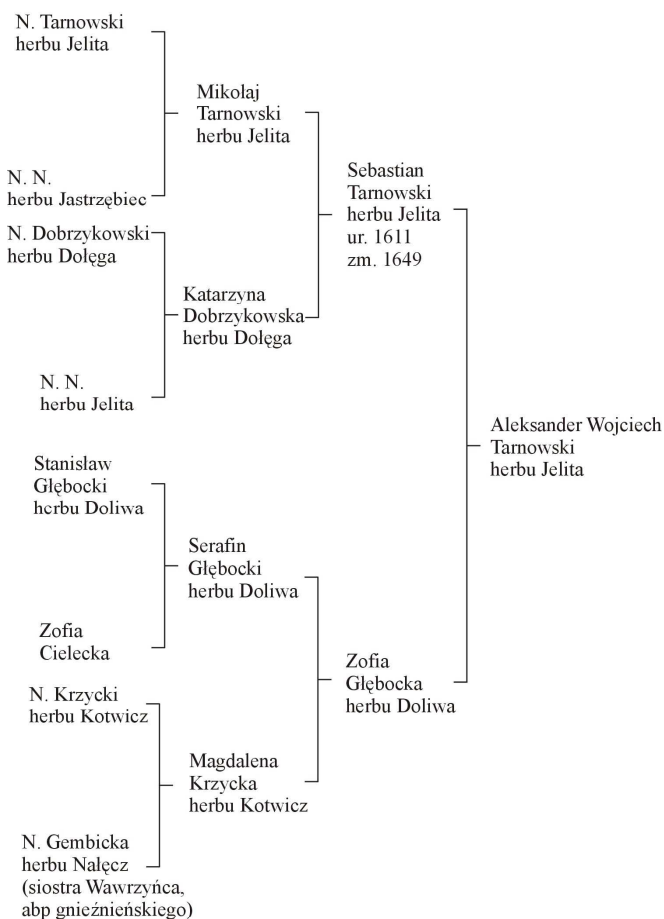 N. Tarnowski
herbu Jelita
Mikołaj
Tarnowski
herbu Jelita
N. N.
herbu Jastrzębiec
Sebastian
Tarnowski
herbu Jelita
ur. 1611
zm. 1649
N. Dobrzykowski
herbu Dołęga
Katarzyna
Dobrzykowska
herbu Dołęga
N. N.
herbu Jelita
Aleksander Wojciech
Tarnowski
herbu Jelita
Stanisław
Głębocki
herbu Doliwa
Serafin
Głębocki
herbu Doliwa
Zofia
Cielecka
Zofia
Głębocka
herbu Doliwa
N. Krzycki
herbu Kotwicz
Magdalena
Krzycka
herbu Kotwicz
N. Gembicka
herbu Nałęcz
(siostra Wawrzyńca,
abp gnieźnieńskiego)